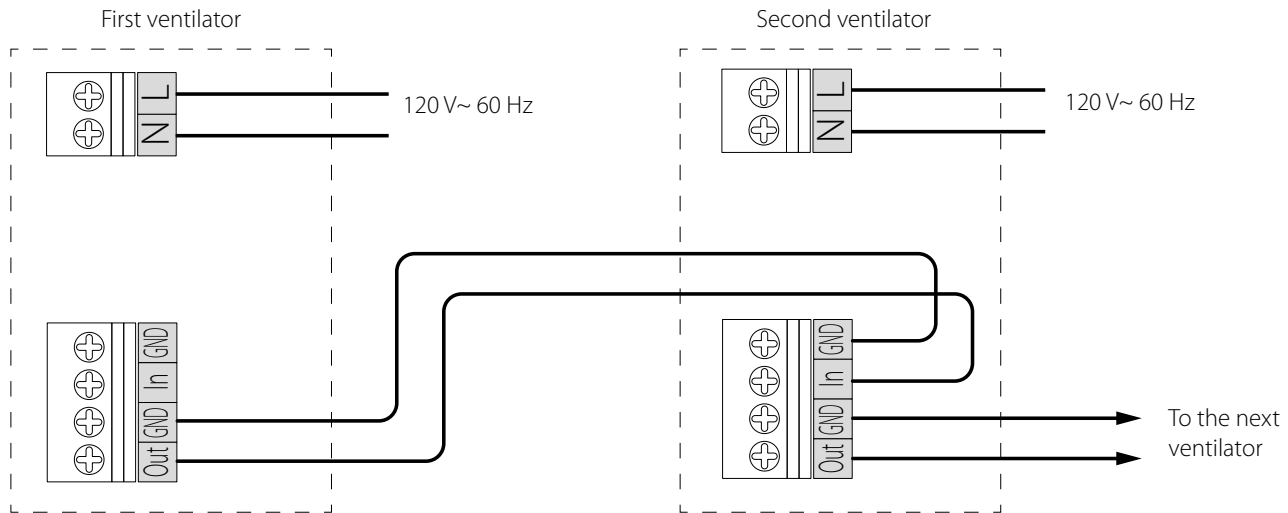 First ventilator
Second ventilator
L
N
120 V~ 60 Hz
L
N
120 V~ 60 Hz
GND
In
GND
Out
GND
In
GND
Out
To the next
ventilator